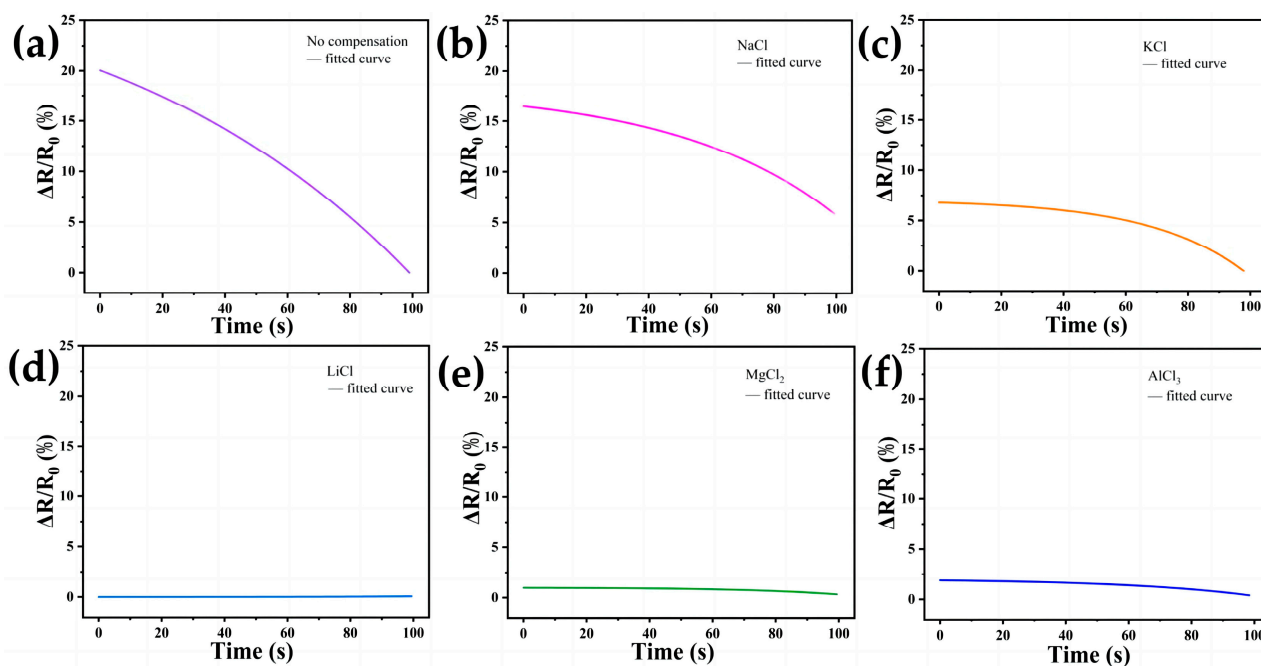 (a)
No compensation
— fitted curve
25
20
15
10
5
0
ΔR/R₀ (%)
0 20 40 60 80 100
Time (s)
(b)
NaCl
— fitted curve
25
20
15
10
5
0
ΔR/R₀ (%)
0 20 40 60 80 100
Time (s)
(c)
KCl
— fitted curve
25
20
15
10
5
0
ΔR/R₀ (%)
0 20 40 60 80 100
Time (s)
(d)
LiCl
— fitted curve
25
20
15
10
5
0
ΔR/R₀ (%)
0 20 40 60 80 100
Time (s)
(e)
MgCl₂
— fitted curve
25
20
15
10
5
0
ΔR/R₀ (%)
0 20 40 60 80 100
Time (s)
(f)
AlCl₃
— fitted curve
25
20
15
10
5
0
ΔR/R₀ (%)
0 20 40 60 80 100
Time (s)